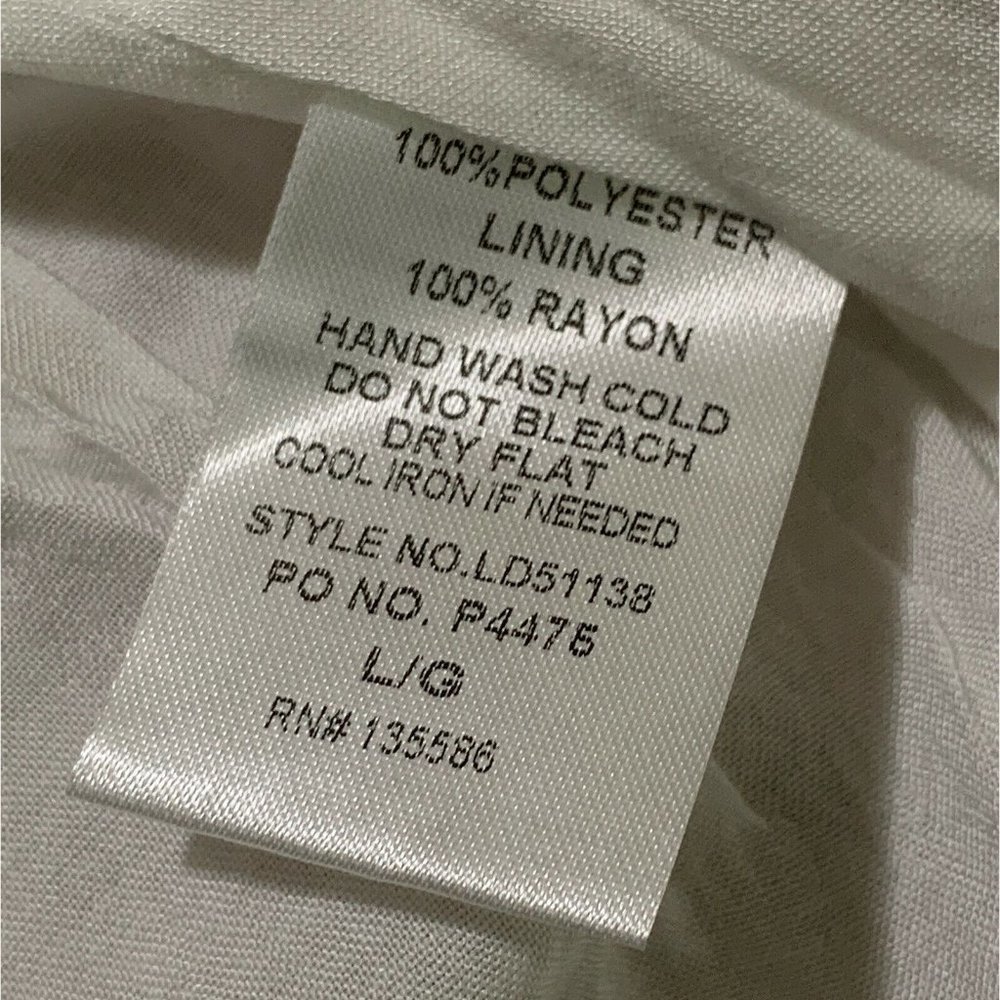 100%POLYESTER
LINING
100% RAYON
HAND WASH COLD
DO NOT BLEACH
DRY FLAT
COOL IRON IF NEEDED
STYLE NO.LD51138
PO NO. P4475
L/G
RN# 135586